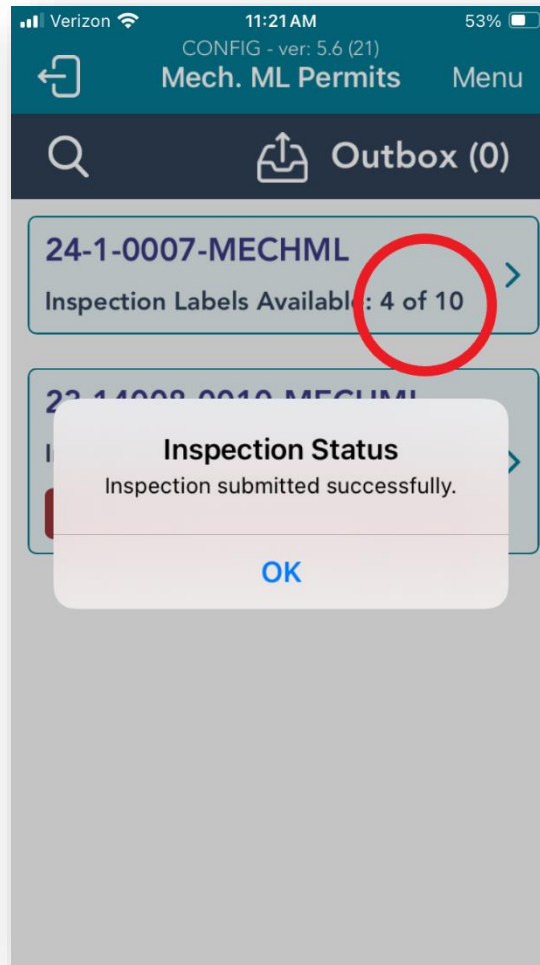 Verizon 11:21 AM 53%
CONFIG - ver: 5.6 (21)
Mech. ML Permits Menu
Outbox (0)
24-1-0007-MECHML
Inspection Labels Available: 4 of 10
Inspection Status
Inspection submitted successfully.
OK